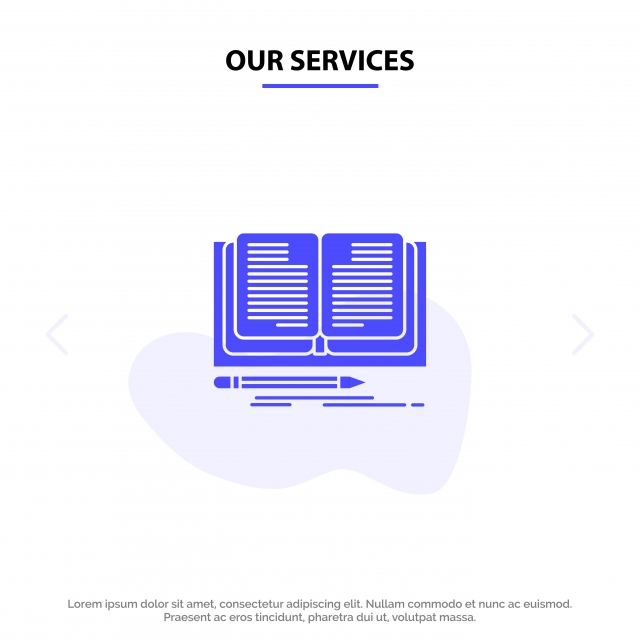 OUR SERVICES
Lorem ipsum dolor sit amet, consectetur adipiscing elit. Nullam commodo et nunc ac euismod.
Praesent ac eros tincidunt, pharetra dui ut, volutpat massa.